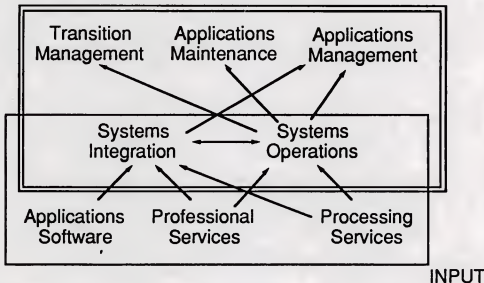 Transition Management
Applications Maintenance
Applications Management
Systems Integration
Systems Operations
Applications Software
Professional Services
Processing Services
INPUT